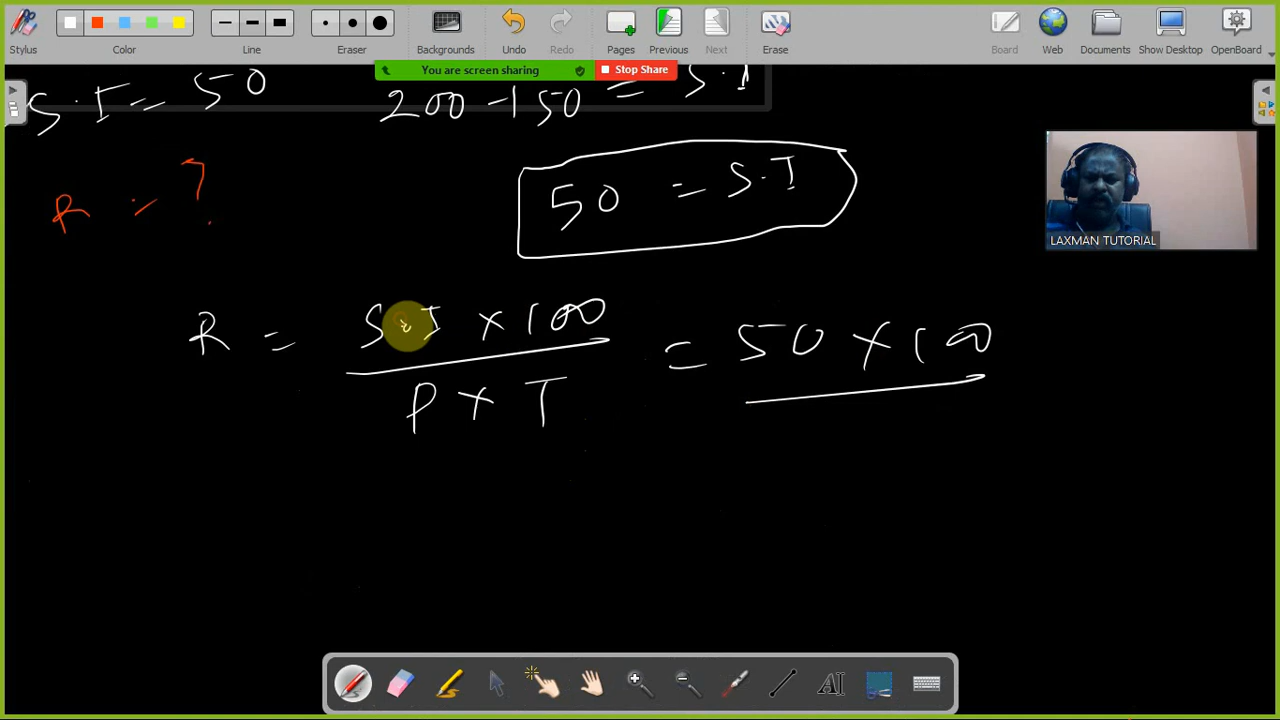 Stylus Color Line Eraser Backgrounds Undo Redo Pages Previous Next Erase Board Web Documents Show Desktop OpenBoard
You are screen sharing Stop Share
S.I = 50
200 - 150 = S.I
R = ?
50 = S.I
LAXMAN TUTORIAL
R = S.I × 100 = 50 × 100
P × T